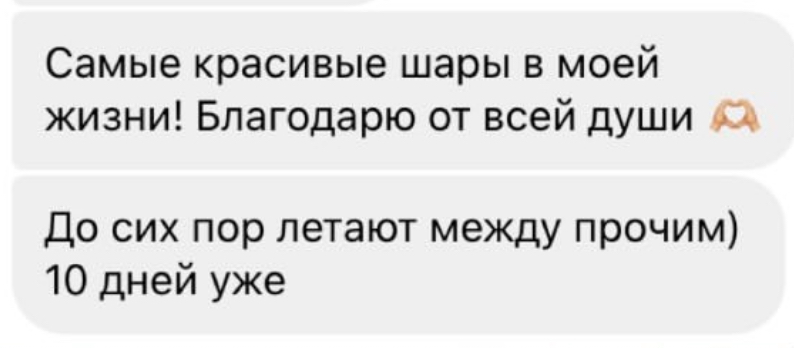 Самые красивые шары в моей
жизни! Благодарю от всей души 🫶🏼
До сих пор летают между прочим)
10 дней уже